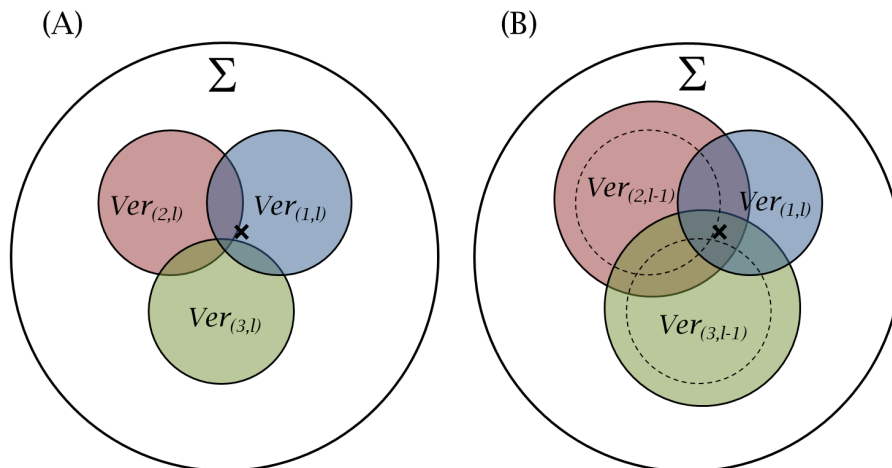 (A)
Σ
Ver(2,l)
Ver(1,l)
Ver(3,l)
(B)
Σ
Ver(2,l-1)
Ver(1,l)
Ver(3,l-1)